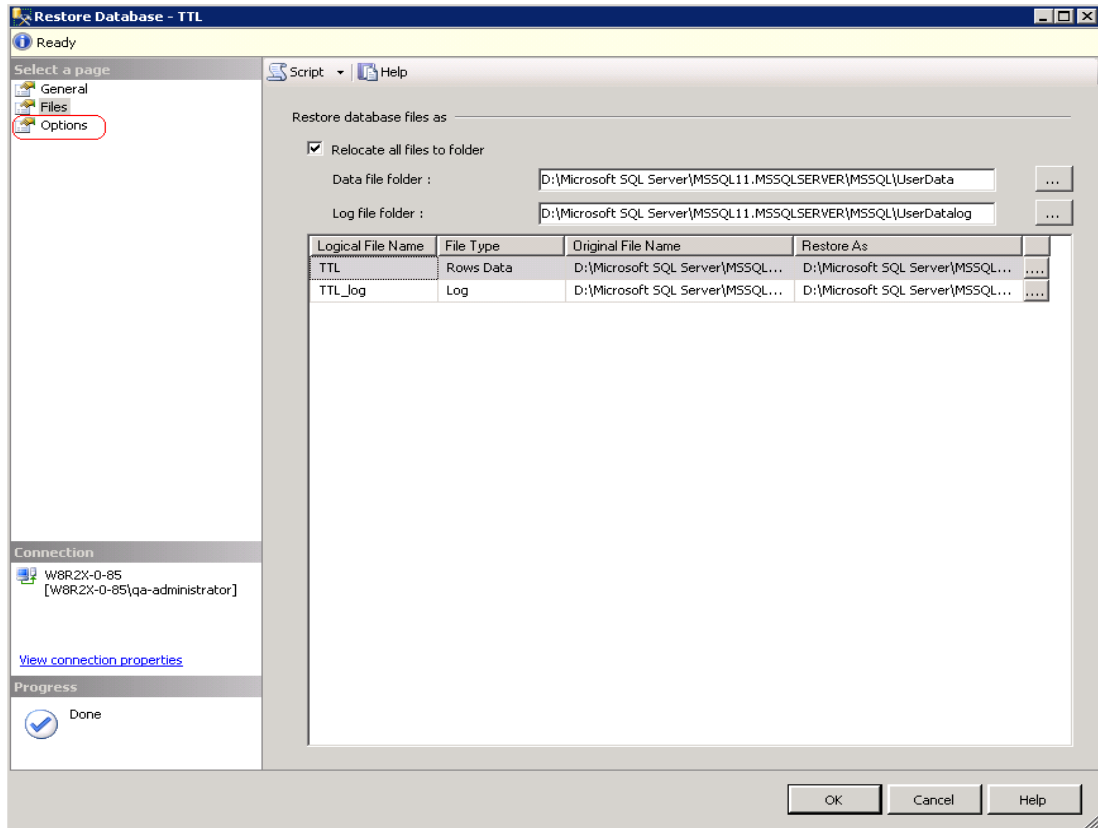 Restore Database - TTL
Ready
Select a page
General
Files
Options
Script
Help
Restore database files as
Relocate all files to folder
Data file folder :
D:\Microsoft SQL Server\MSSQL11.MSSQLSERVER\MSSQL\UserData
...
Log file folder :
D:\Microsoft SQL Server\MSSQL11.MSSQLSERVER\MSSQL\UserDatalog
...
Logical File Name File Type Original File Name Restore As
TTL Rows Data D:\Microsoft SQL Server\MSSQL... D:\Microsoft SQL Server\MSSQL... ....
TTL_log Log D:\Microsoft SQL Server\MSSQL... D:\Microsoft SQL Server\MSSQL... ....
Connection
W8R2X-0-85
[W8R2X-0-85\qa-administrator]
View connection properties
Progress
Done
OK Cancel Help